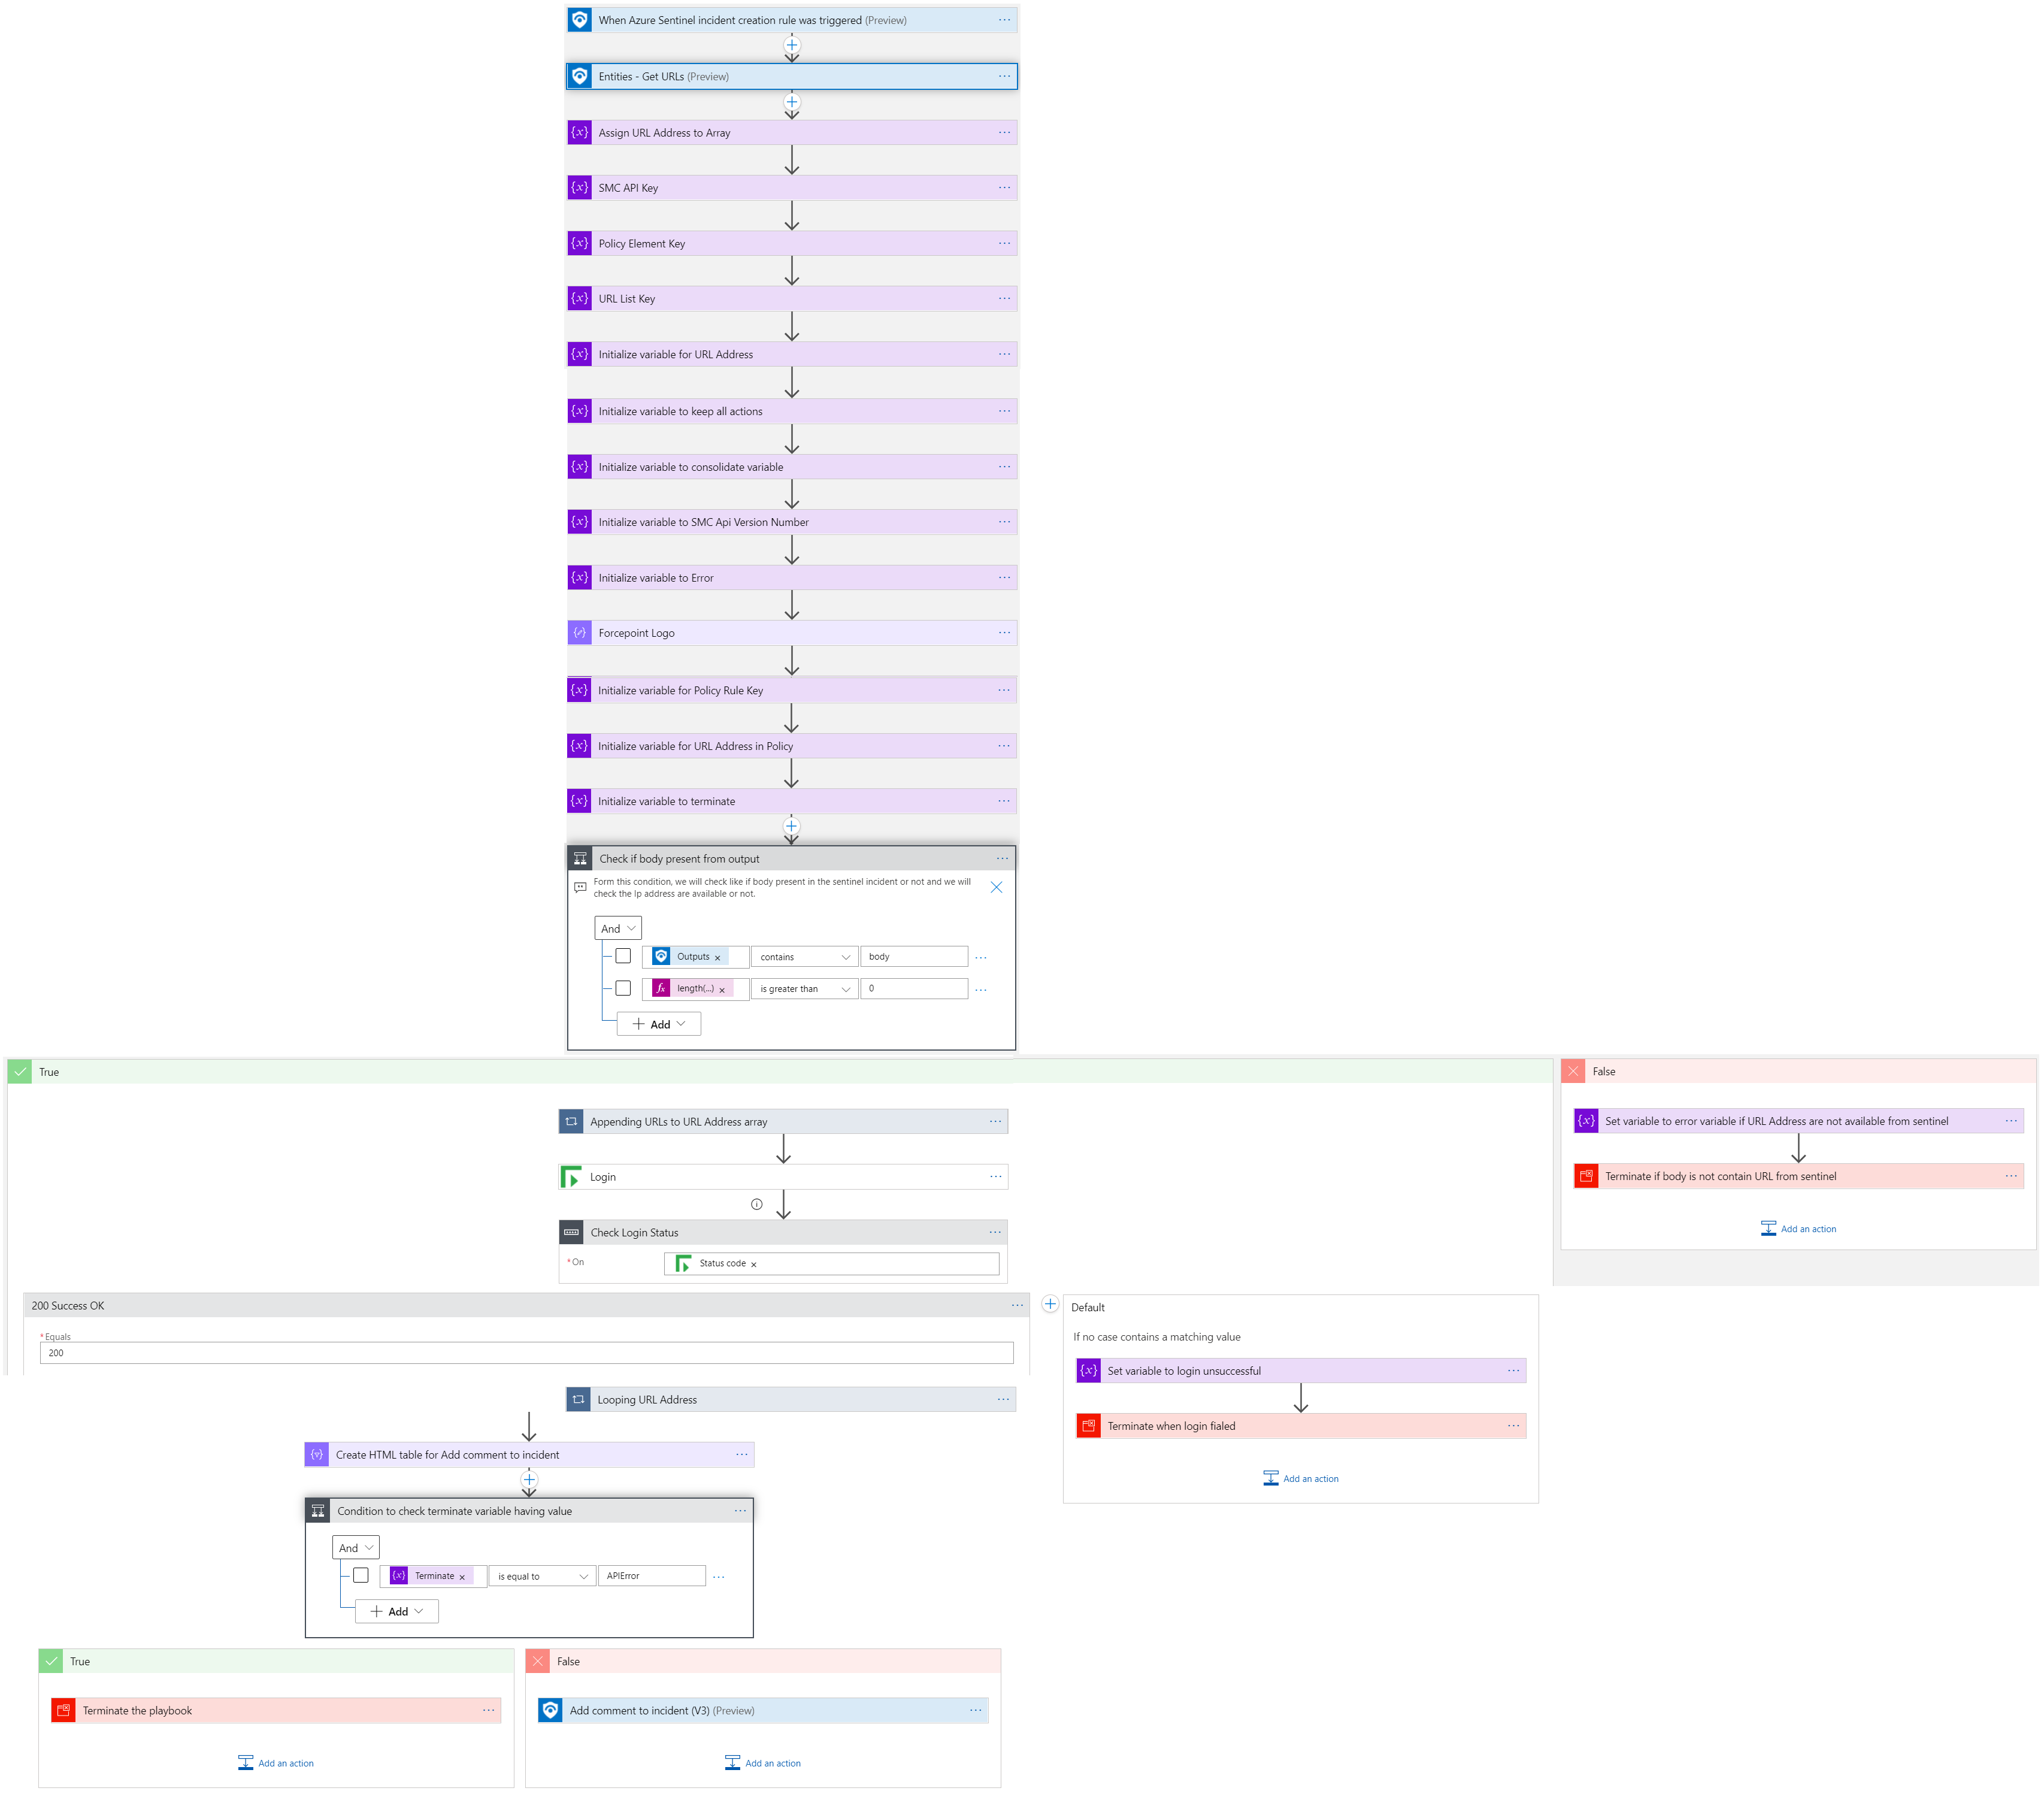 When Azure Sentinel incident creation rule was triggered (Preview)
Entities - Get URLs (Preview)
Assign URL Address to Array
SMC API Key
Policy Element Key
URL List Key
Initialize variable for URL Address
Initialize variable to keep all actions
Initialize variable to consolidate variable
Initialize variable to SMC Api Version Number
Initialize variable to Error
Forcepoint Logo
Initialize variable for Policy Rule Key
Initialize variable for URL Address in Policy
Initialize variable to terminate
Check if body present from output
Form this condition, we will check like if body present in the sentinel incident or not and we will
check the Ip address are available or not.
And
Outputs contains body
length(...) is greater than 0
Add
True
Appending URLs to URL Address array
Login
Check Login Status
*On Status code
False
Set variable to error variable if URL Address are not available from sentinel
Terminate if body is not contain URL from sentinel
Add an action
200 Success OK
*Equals
200
Default
If no case contains a matching value
Set variable to login unsuccessful
Terminate when login fialed
Add an action
Looping URL Address
Create HTML table for Add comment to incident
Condition to check terminate variable having value
And
Terminate is equal to APIError
Add
True
Terminate the playbook
Add an action
False
Add comment to incident (V3) (Preview)
Add an action